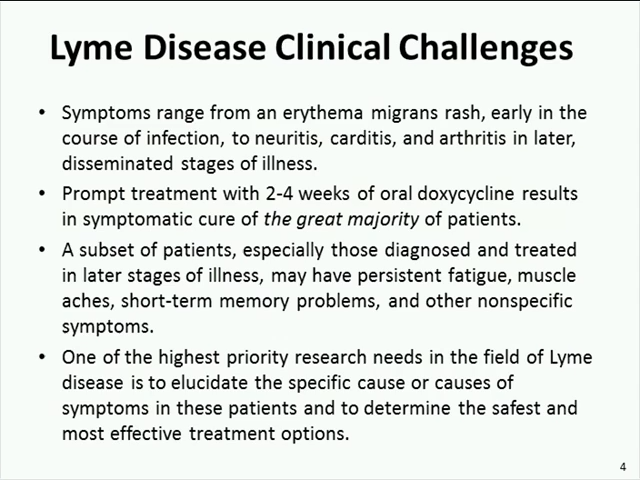 Lyme Disease Clinical Challenges
• Symptoms range from an erythema migrans rash, early in the
course of infection, to neuritis, carditis, and arthritis in later,
disseminated stages of illness.
• Prompt treatment with 2-4 weeks of oral doxycycline results
in symptomatic cure of the great majority of patients.
• A subset of patients, especially those diagnosed and treated
in later stages of illness, may have persistent fatigue, muscle
aches, short-term memory problems, and other nonspecific
symptoms.
• One of the highest priority research needs in the field of Lyme
disease is to elucidate the specific cause or causes of
symptoms in these patients and to determine the safest and
most effective treatment options.
4